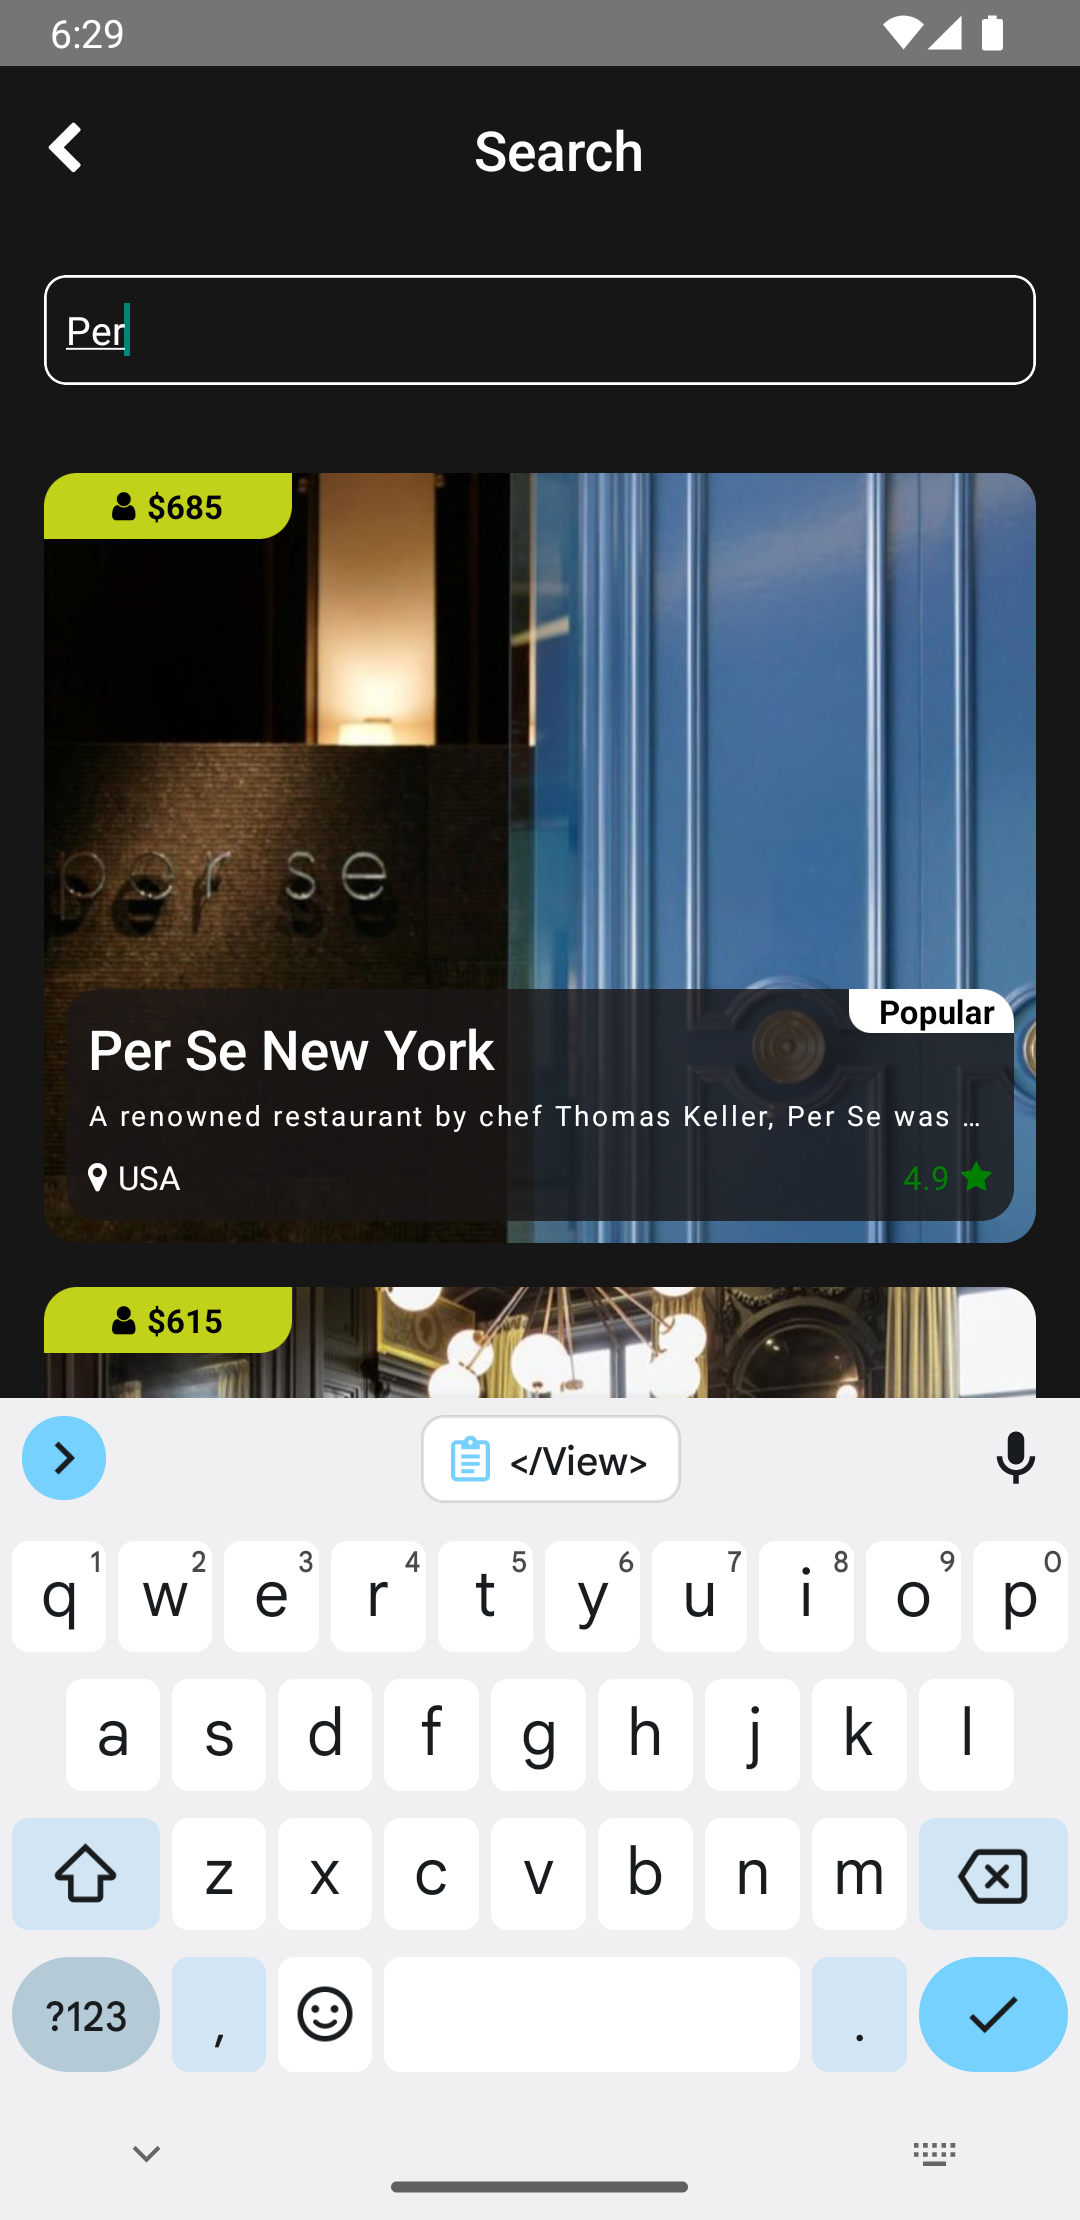 6:29
Search
Per
$685
per se
Popular
Per Se New York
A renowned restaurant by chef Thomas Keller, Per Se was ...
USA
4.9
$615
</View>
1 2 3 4 5 6 7 8 9 0
q w e r t y u i o p
a s d f g h j k l
z x c v b n m
?123 , .